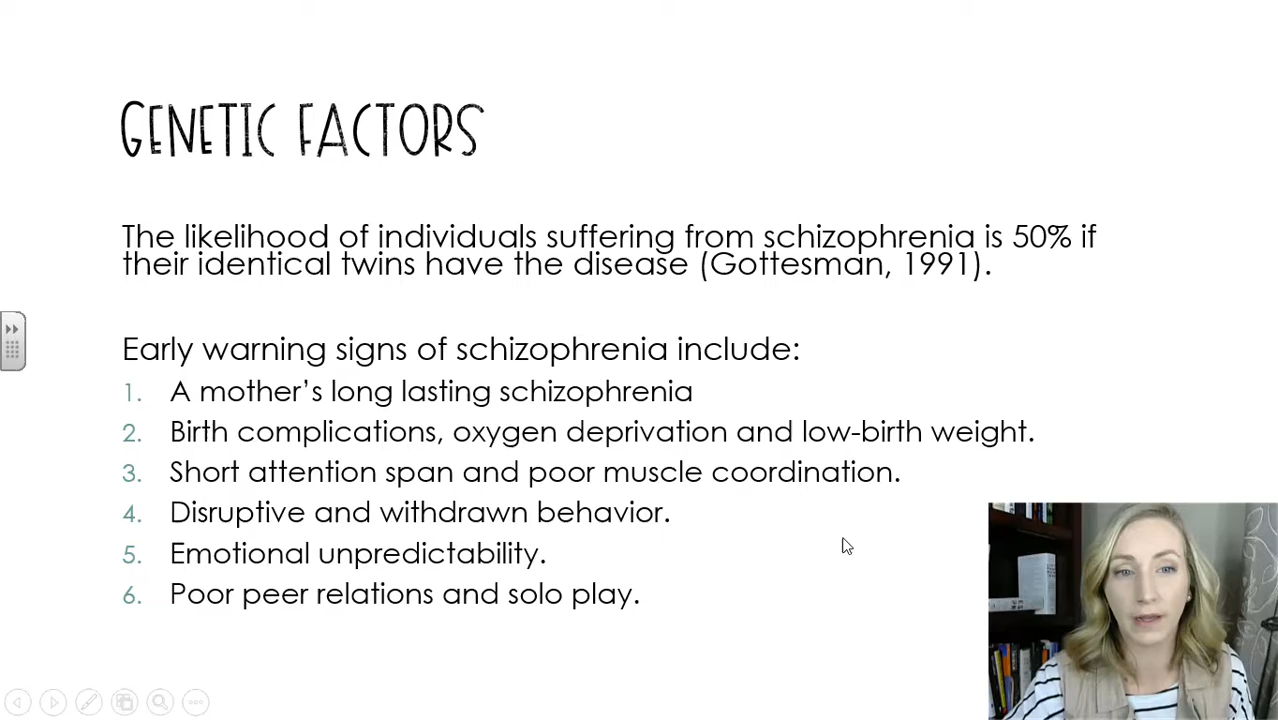 GENETIC FACTORS
The likelihood of individuals suffering from schizophrenia is 50% if
their identical twins have the disease (Gottesman, 1991).
Early warning signs of schizophrenia include:
1. A mother's long lasting schizophrenia
2. Birth complications, oxygen deprivation and low-birth weight.
3. Short attention span and poor muscle coordination.
4. Disruptive and withdrawn behavior.
5. Emotional unpredictability.
6. Poor peer relations and solo play.